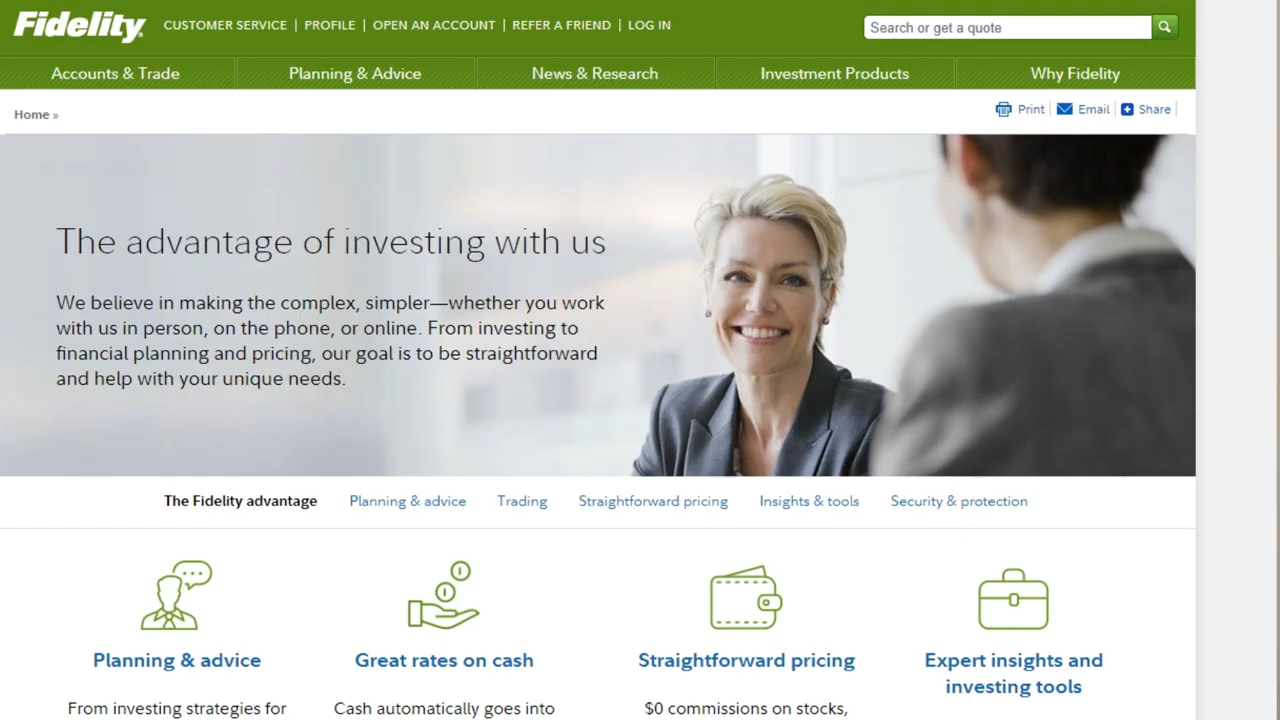 Fidelity
CUSTOMER SERVICE | PROFILE | OPEN AN ACCOUNT | REFER A FRIEND | LOG IN
Search or get a quote
Accounts & Trade
Planning & Advice
News & Research
Investment Products
Why Fidelity
Home »
Print
Email
Share
The advantage of investing with us
We believe in making the complex, simpler—whether you work
with us in person, on the phone, or online. From investing to
financial planning and pricing, our goal is to be straightforward
and help with your unique needs.
The Fidelity advantage
Planning & advice
Trading
Straightforward pricing
Insights & tools
Security & protection
Planning & advice
From investing strategies for
Great rates on cash
Cash automatically goes into
Straightforward pricing
$0 commissions on stocks,
Expert insights and
investing tools